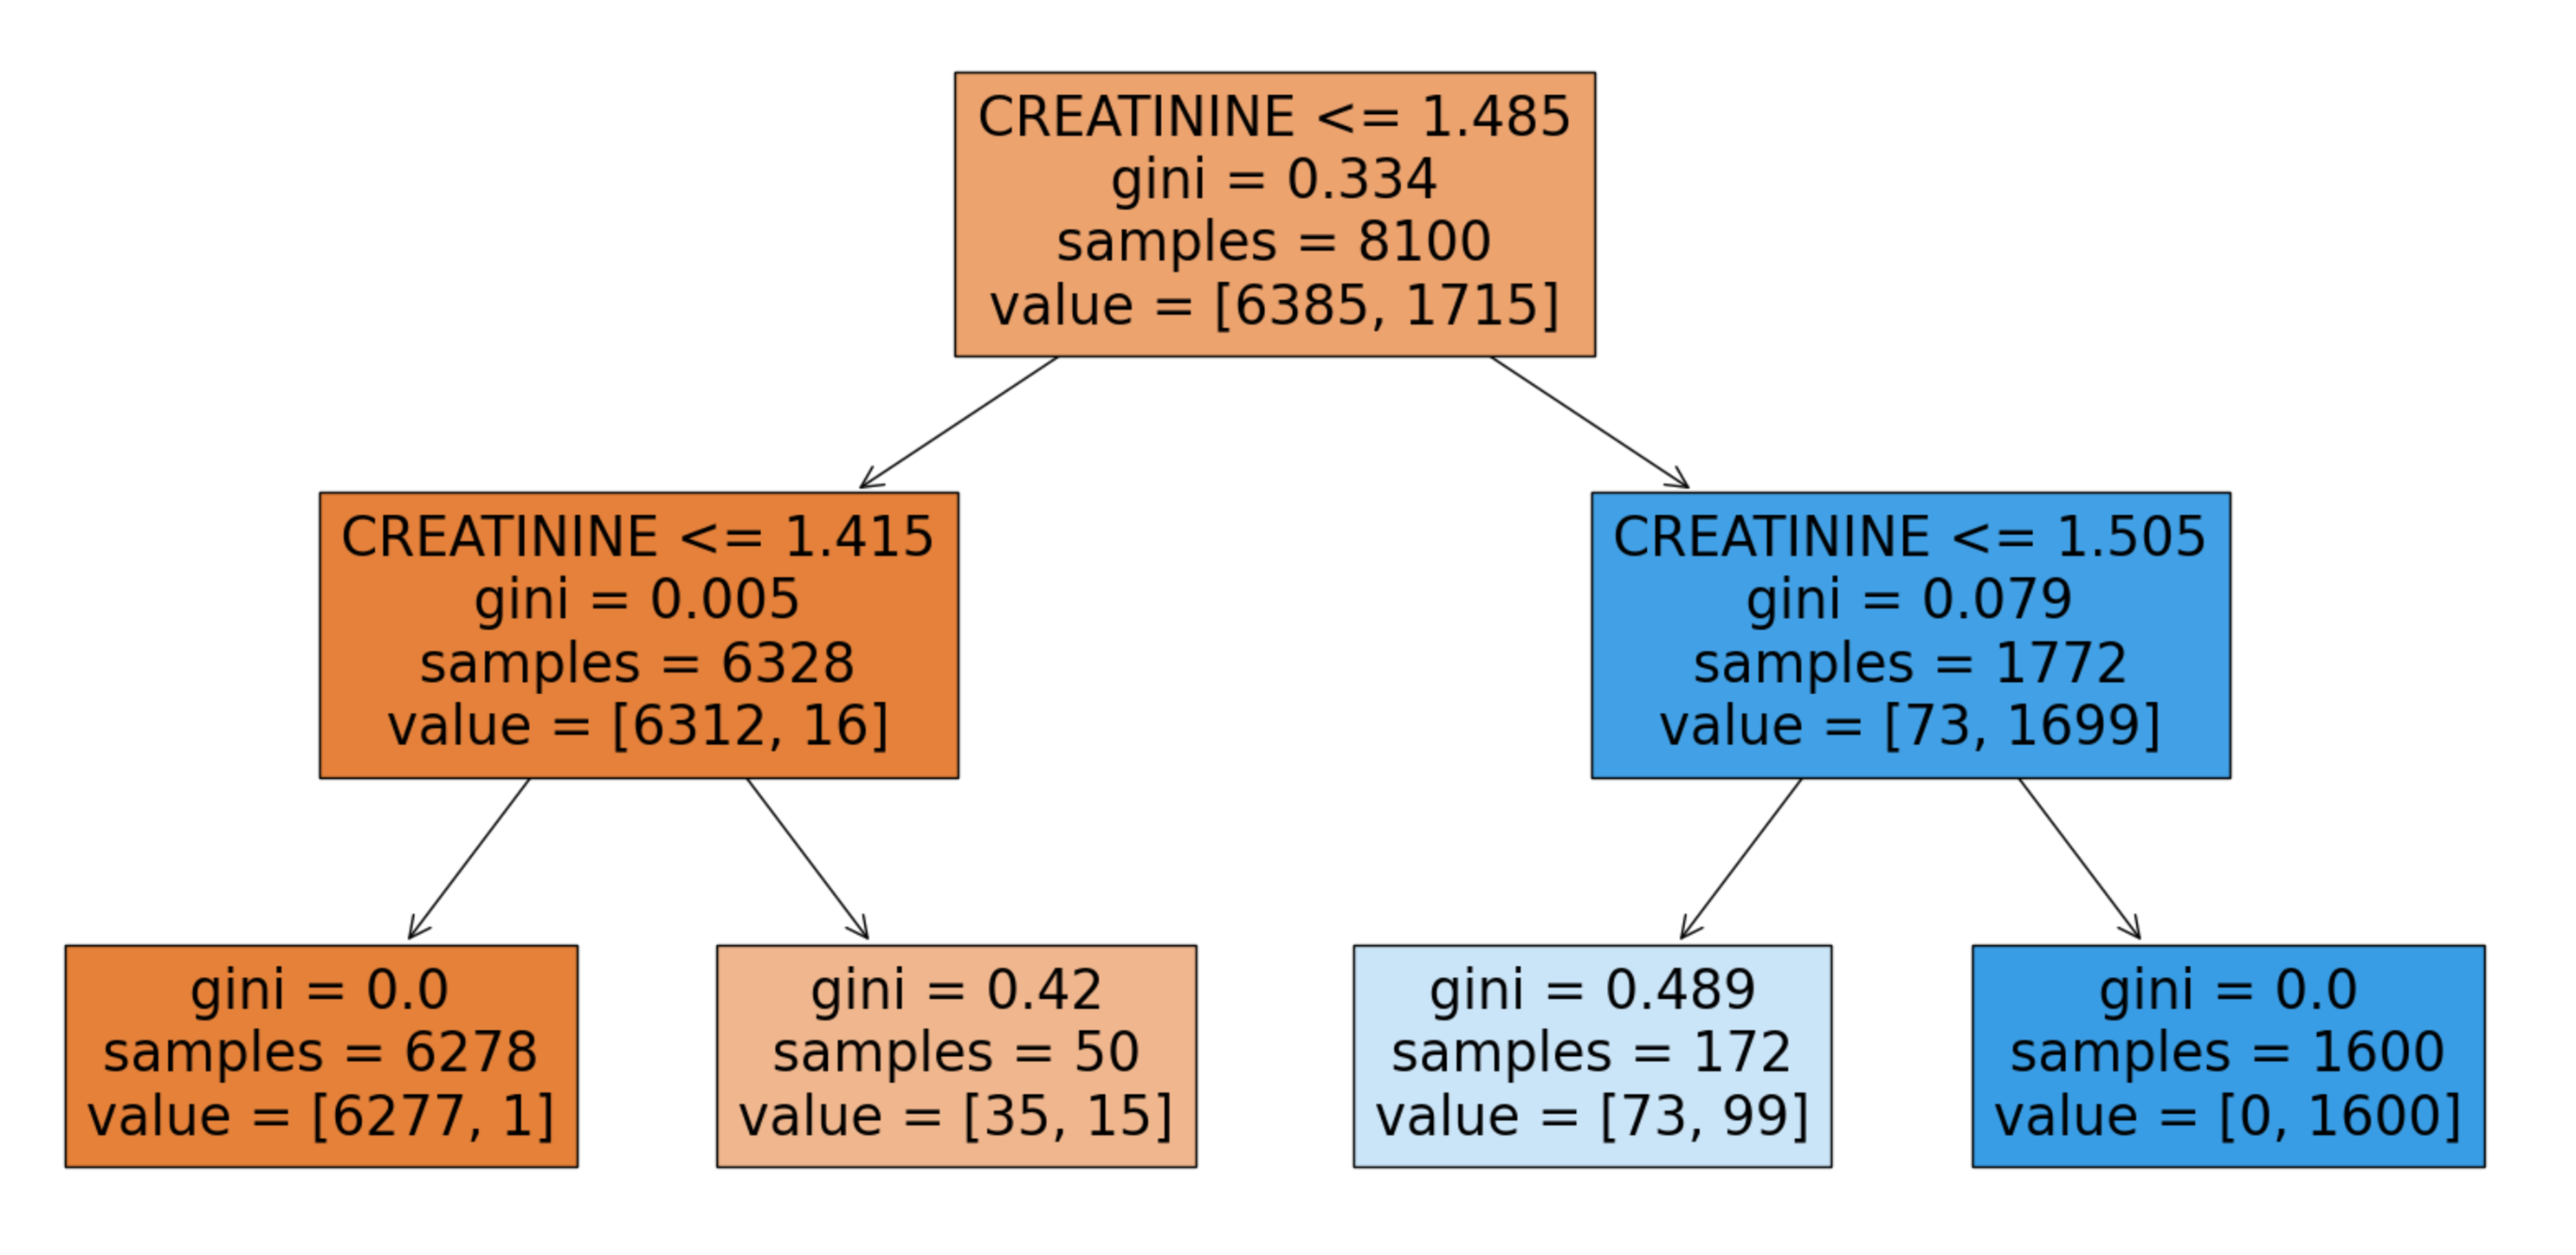 CREATININE <= 1.485
gini = 0.334
samples = 8100
value = [6385, 1715]
CREATININE <= 1.415
gini = 0.005
samples = 6328
value = [6312, 16]
CREATININE <= 1.505
gini = 0.079
samples = 1772
value = [73, 1699]
gini = 0.0
samples = 6278
value = [6277, 1]
gini = 0.42
samples = 50
value = [35, 15]
gini = 0.489
samples = 172
value = [73, 99]
gini = 0.0
samples = 1600
value = [0, 1600]